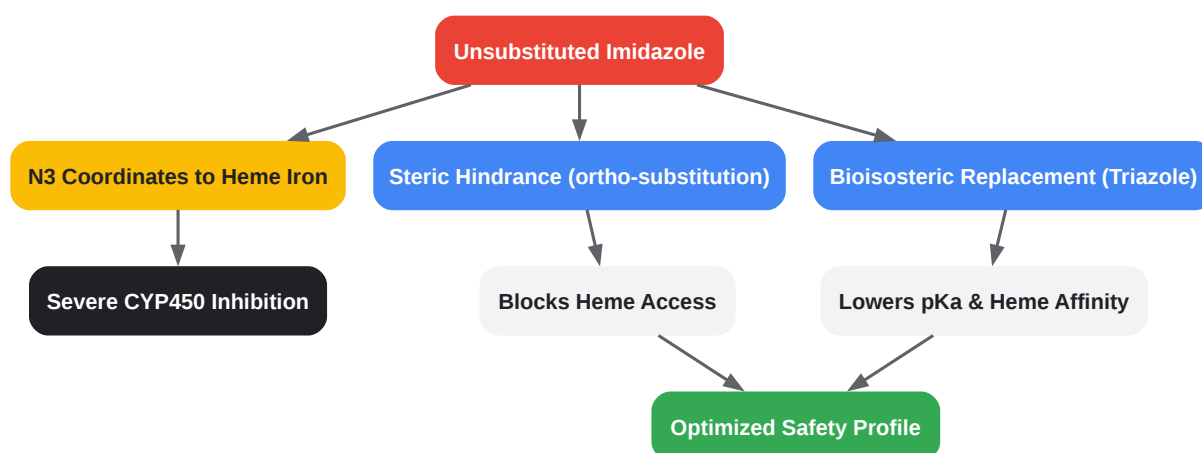 Unsubstituted Imidazole
N3 Coordinates to Heme Iron
Steric Hindrance (ortho-substitution)
Bioisosteric Replacement (Triazole)
Severe CYP450 Inhibition
Blocks Heme Access
Lowers pKa & Heme Affinity
Optimized Safety Profile